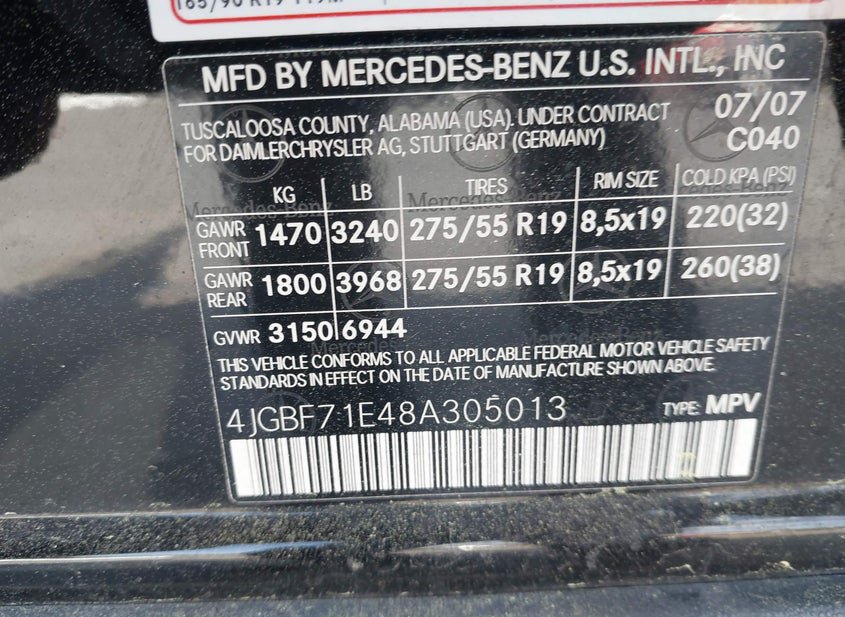 165/90 R19 119M
MFD BY MERCEDES-BENZ U.S. INTL., INC
TUSCALOOSA COUNTY, ALABAMA (USA). UNDER CONTRACT 07/07
FOR DAIMLERCHRYSLER AG, STUTTGART (GERMANY) C040
KG LB TIRES RIM SIZE COLD KPA (PSI)
GAWR FRONT 1470 3240 275/55 R19 8,5x19 220(32)
GAWR REAR 1800 3968 275/55 R19 8,5x19 260(38)
GVWR 3150 6944
THIS VEHICLE CONFORMS TO ALL APPLICABLE FEDERAL MOTOR VEHICLE SAFETY
STANDARDS IN EFFECT ON THE DATE OF MANUFACTURE SHOWN ABOVE.
4JGBF71E48A305013 TYPE: MPV